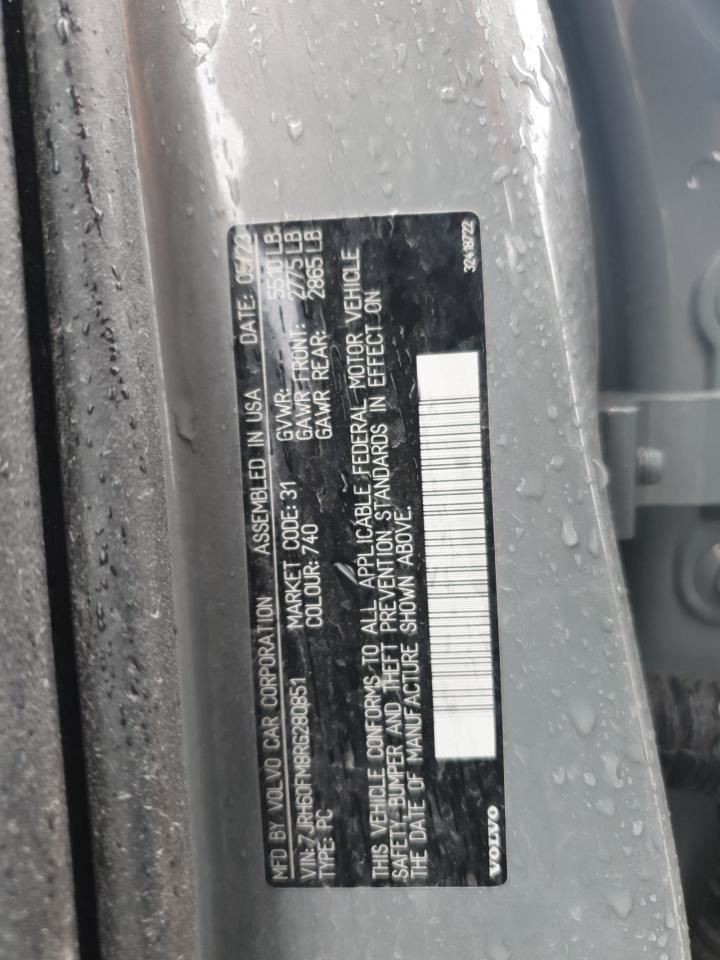 MFD BY VOLVO CAR CORPORATION ASSEMBLED IN USA DATE: 05/23
VIN: 7JRH60FM8RG280851 MARKET CODE: 31 GVWR: 5510 LB
TYPE: PC COLOUR: 740 GAWR FRONT: 2775 LB
GAWR REAR: 2865 LB
THIS VEHICLE CONFORMS TO ALL APPLICABLE FEDERAL MOTOR VEHICLE
SAFETY, BUMPER AND THEFT PREVENTION STANDARDS IN EFFECT ON
THE DATE OF MANUFACTURE SHOWN ABOVE.
VOLVO 32418722